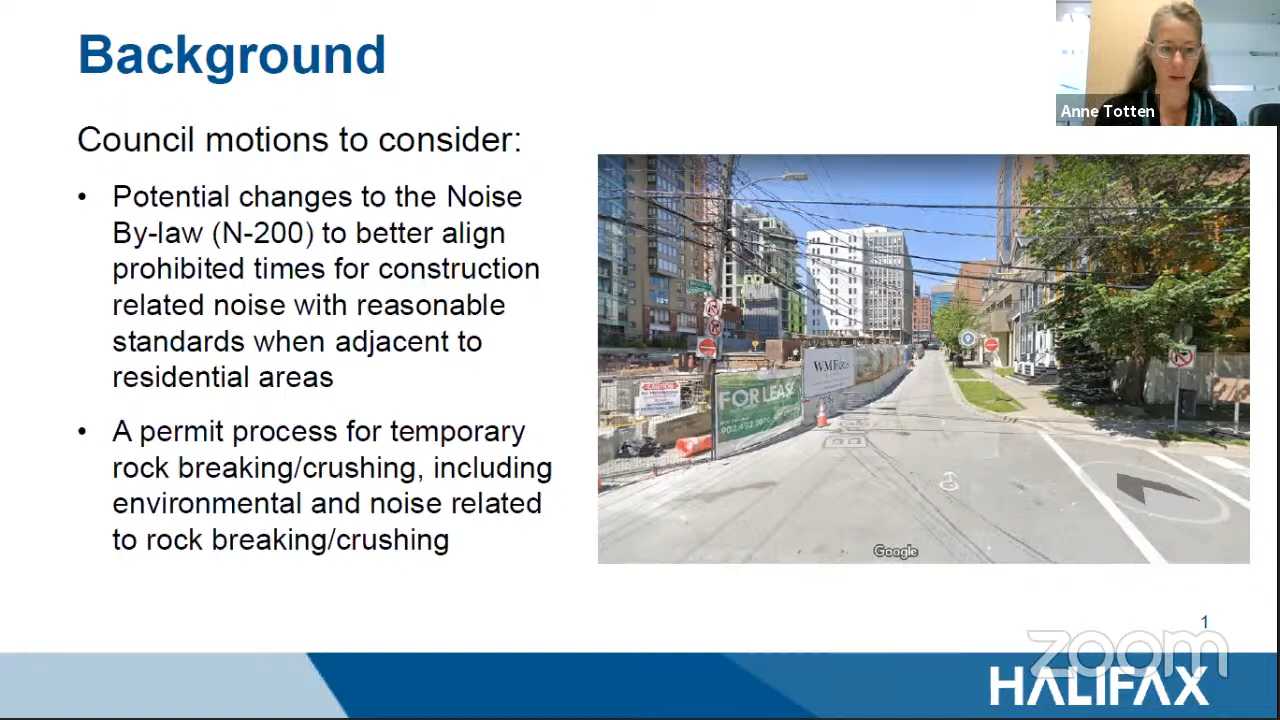 Background
Anne Totten
Council motions to consider:
• Potential changes to the Noise
By-law (N-200) to better align
prohibited times for construction
related noise with reasonable
standards when adjacent to
residential areas
• A permit process for temporary
rock breaking/crushing, including
environmental and noise related
to rock breaking/crushing
CAUTION
FOR LEASE
Google
1
zoom
HALIFAX